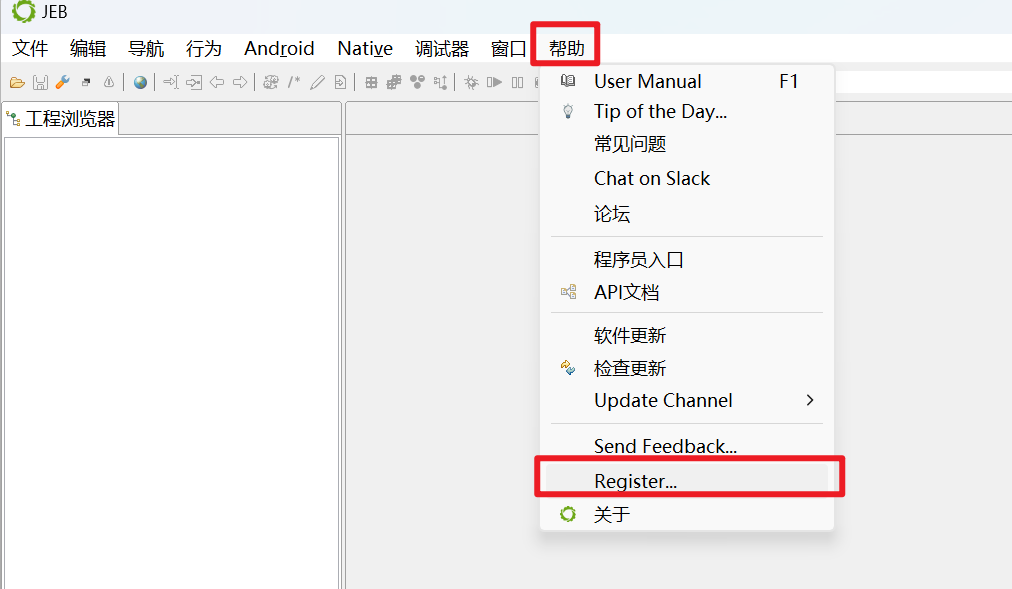 JEB
文件 编辑 导航 行为 Android Native 调试器 窗口 帮助
工程浏览器
User Manual F1
Tip of the Day...
常见问题
Chat on Slack
论坛
程序员入口
API文档
软件更新
检查更新
Update Channel
Send Feedback...
Register...
关于